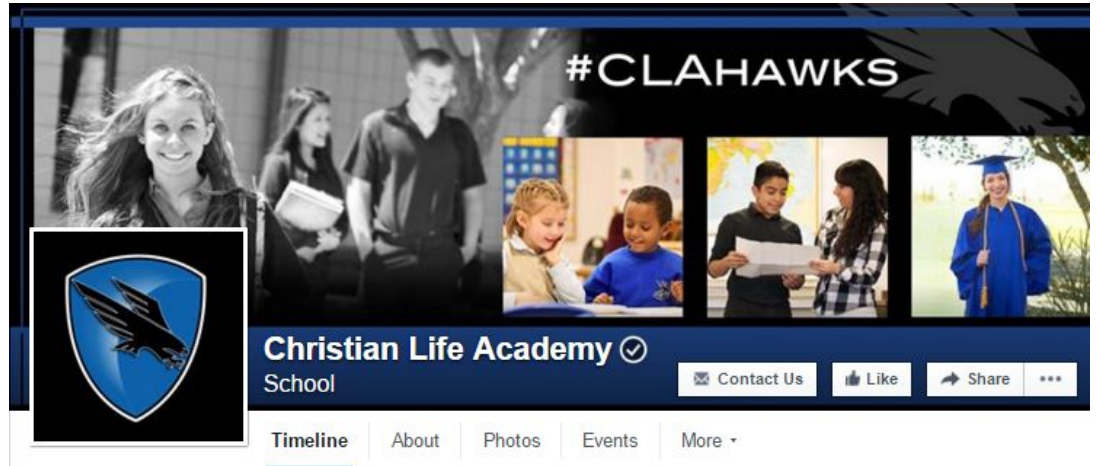 #CLAHAWKS
Christian Life Academy
School
Contact Us Like Share
Timeline About Photos Events More